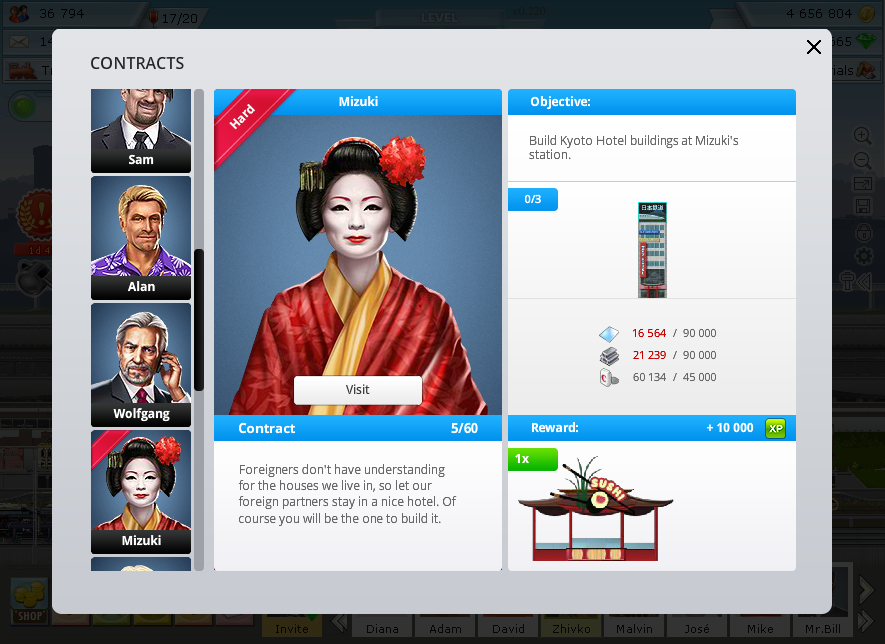 36 794
17/20
LEVEL
4 656 804
CONTRACTS
Sam
Alan
Wolfgang
Mizuki
Hard
Mizuki
Visit
Contract 5/60
Foreigners don't have understanding
for the houses we live in, so let our
foreign partners stay in a nice hotel. Of
course you will be the one to build it.
Objective:
Build Kyoto Hotel buildings at Mizuki's
station.
0/3
日本鉄道
16 564 / 90 000
21 239 / 90 000
60 134 / 45 000
Reward: + 10 000 XP
1x
SUSHI
SHOP
Invite
Diana
Adam
David
Zhivko
Malvin
José
Mike
Mr.Bill